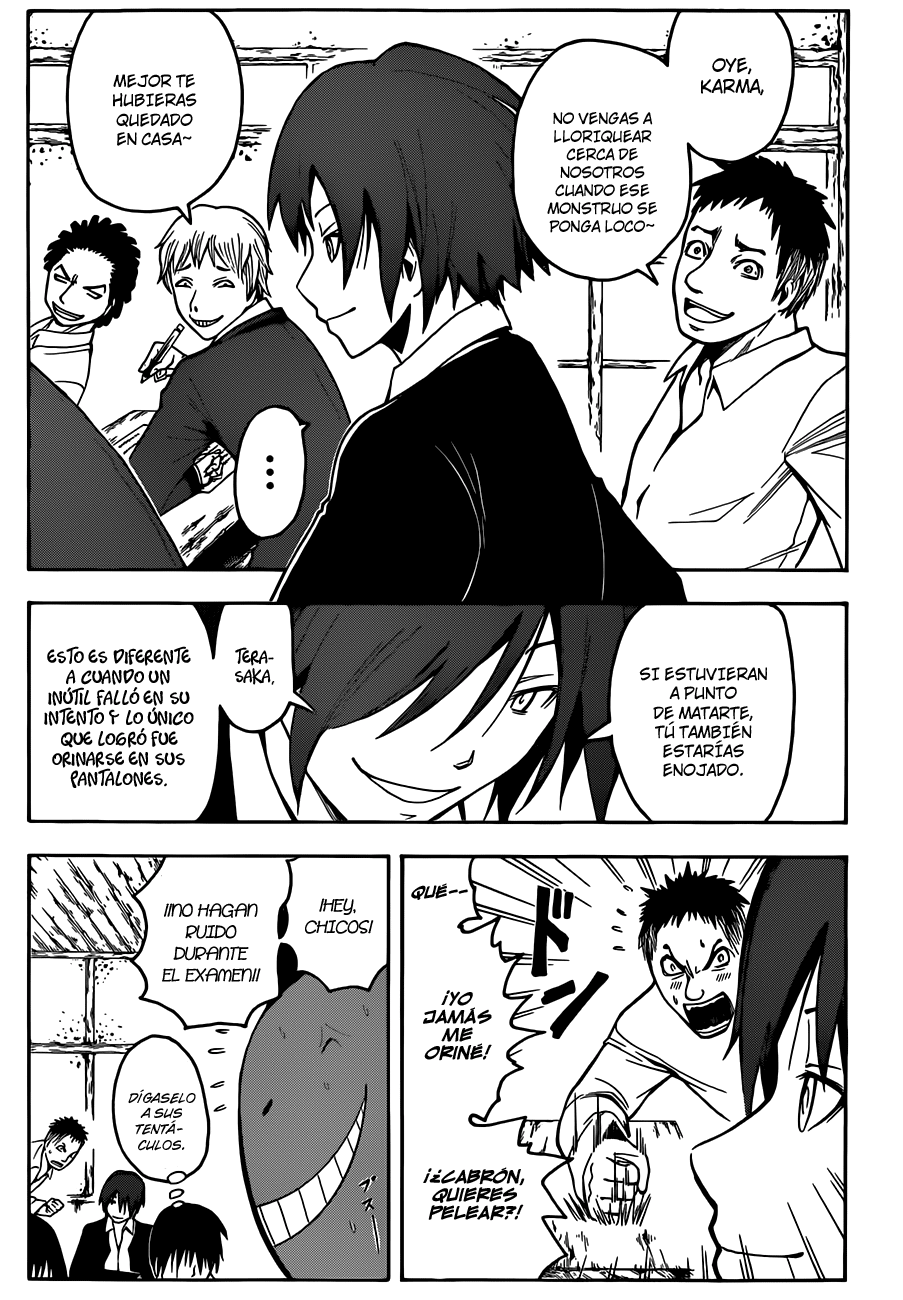 OYE,
KARMA,
NO VENGAS A
LLORIQUEAR
CERCA DE
NOSOTROS
CUANDO ESE
MONSTRUO SE
PONGA LOCO~
MEJOR TE
HUBIERAS
QUEDADO
EN CASA~
...
SI ESTUVIERAN
A PUNTO
DE MATARTE,
TÚ TAMBIÉN
ESTARÍAS
ENOJADO.
TERA-
SAKA,
ESTO ES DIFERENTE
A CUANDO UN
INÚTIL FALLÓ EN SU
INTENTO Y LO ÚNICO
QUE LOGRÓ FUE
ORINARSE EN SUS
PANTALONES.
QUÉ--
ドン
¡YO
JAMÁS
ME
ORINÉ!
¡¿CABRÓN,
QUIERES
PELEAR?!
¡HEY,
CHICOS!
¡¡NO HAGAN
RUIDO
DURANTE
EL EXAMEN!!
DÍGASELO
A SUS
TENTÁ-
CULOS.